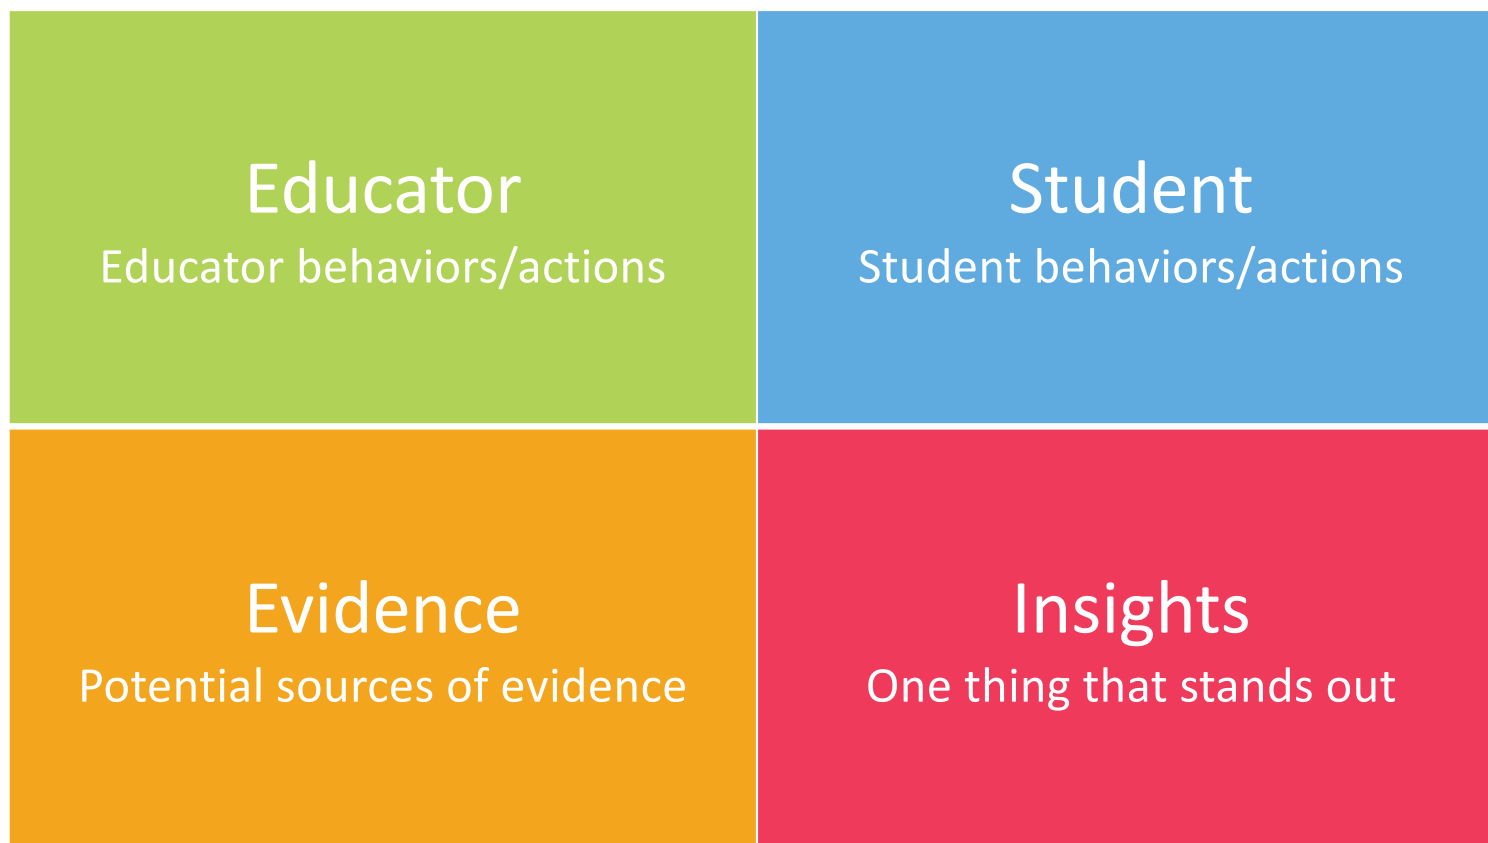 Educator
Educator behaviors/actions
Student
Student behaviors/actions
Evidence
Potential sources of evidence
Insights
One thing that stands out